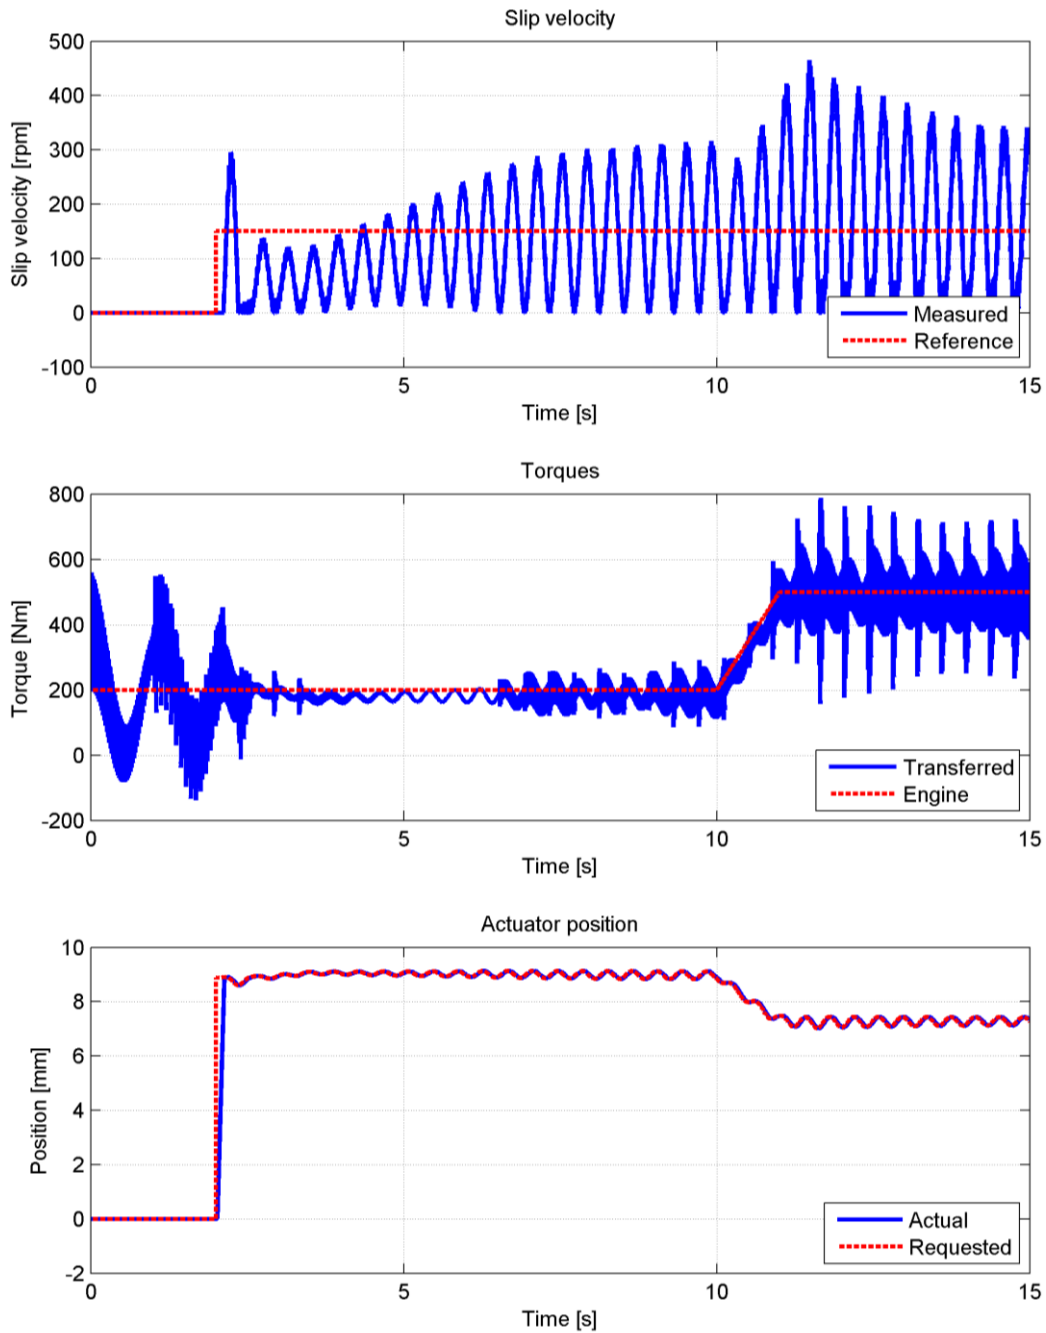 Slip velocity
500
400
300
200
100
0
-100
Slip velocity [rpm]
Measured
Reference
0 5 10 15
Time [s]
Torques
800
600
400
200
0
-200
Torque [Nm]
Transferred
Engine
0 5 10 15
Time [s]
Actuator position
10
8
6
4
2
0
-2
Position [mm]
Actual
Requested
0 5 10 15
Time [s]